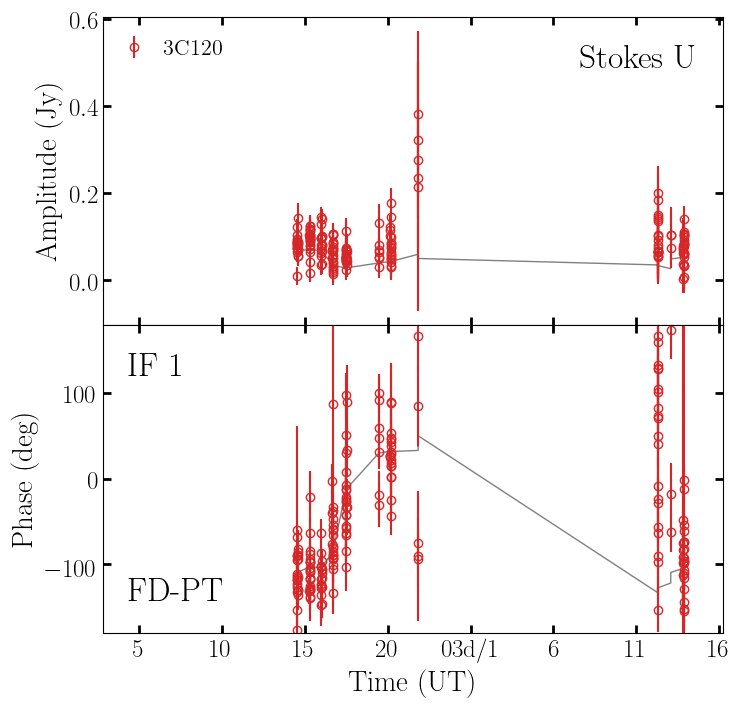 3C120
Stokes U
0.6
0.4
0.2
0.0
Amplitude (Jy)
IF 1
FD-PT
100
0
−100
Phase (deg)
5 10 15 20 03d/1 6 11 16
Time (UT)